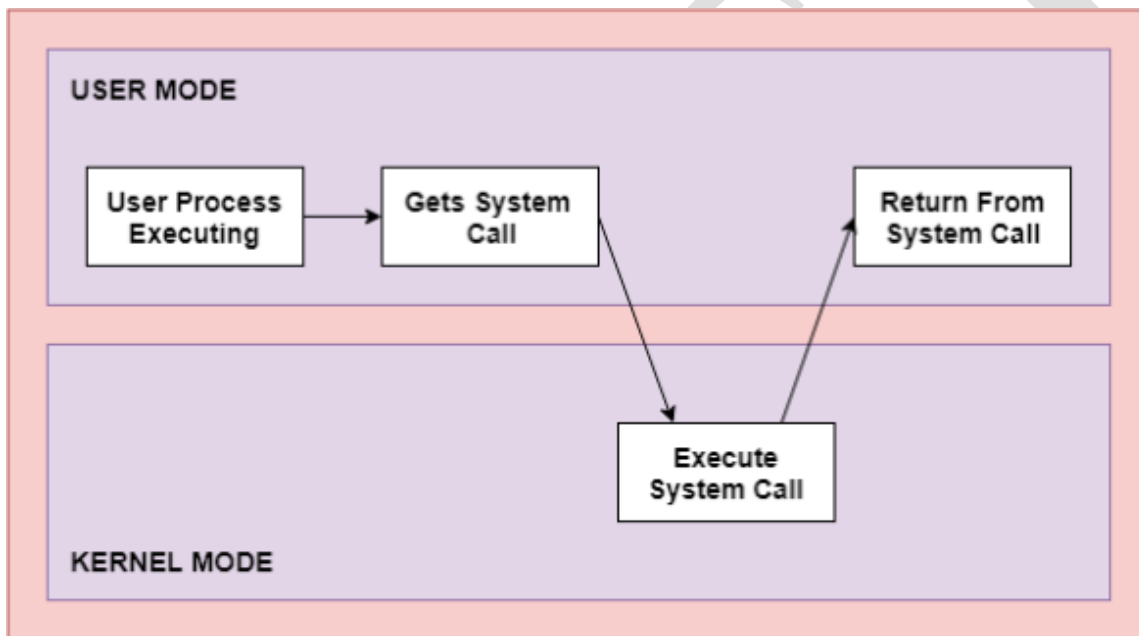 USER MODE
User Process
Executing
Gets System
Call
Return From
System Call
Execute
System Call
KERNEL MODE